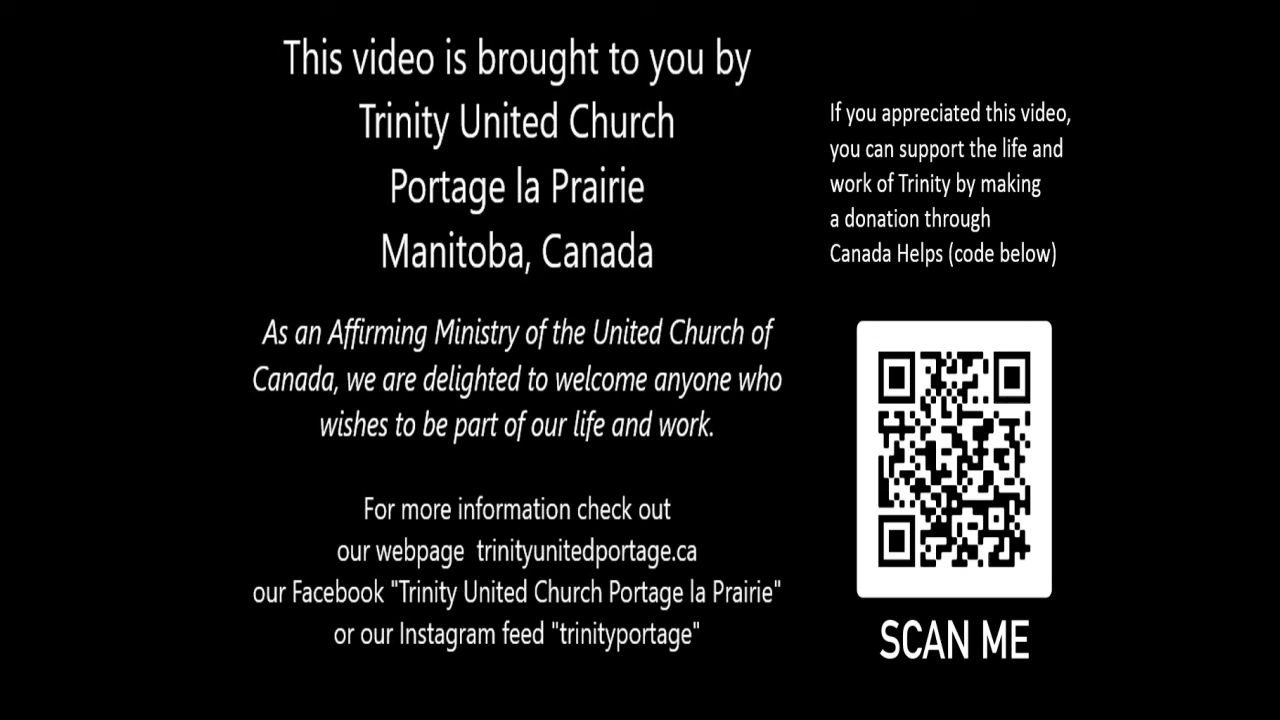 This video is brought to you by
Trinity United Church
Portage la Prairie
Manitoba, Canada
As an Affirming Ministry of the United Church of
Canada, we are delighted to welcome anyone who
wishes to be part of our life and work.
For more information check out
our webpage trinityunitedportage.ca
our Facebook "Trinity United Church Portage la Prairie"
or our Instagram feed "trinityportage"
If you appreciated this video,
you can support the life and
work of Trinity by making
a donation through
Canada Helps (code below)
SCAN ME